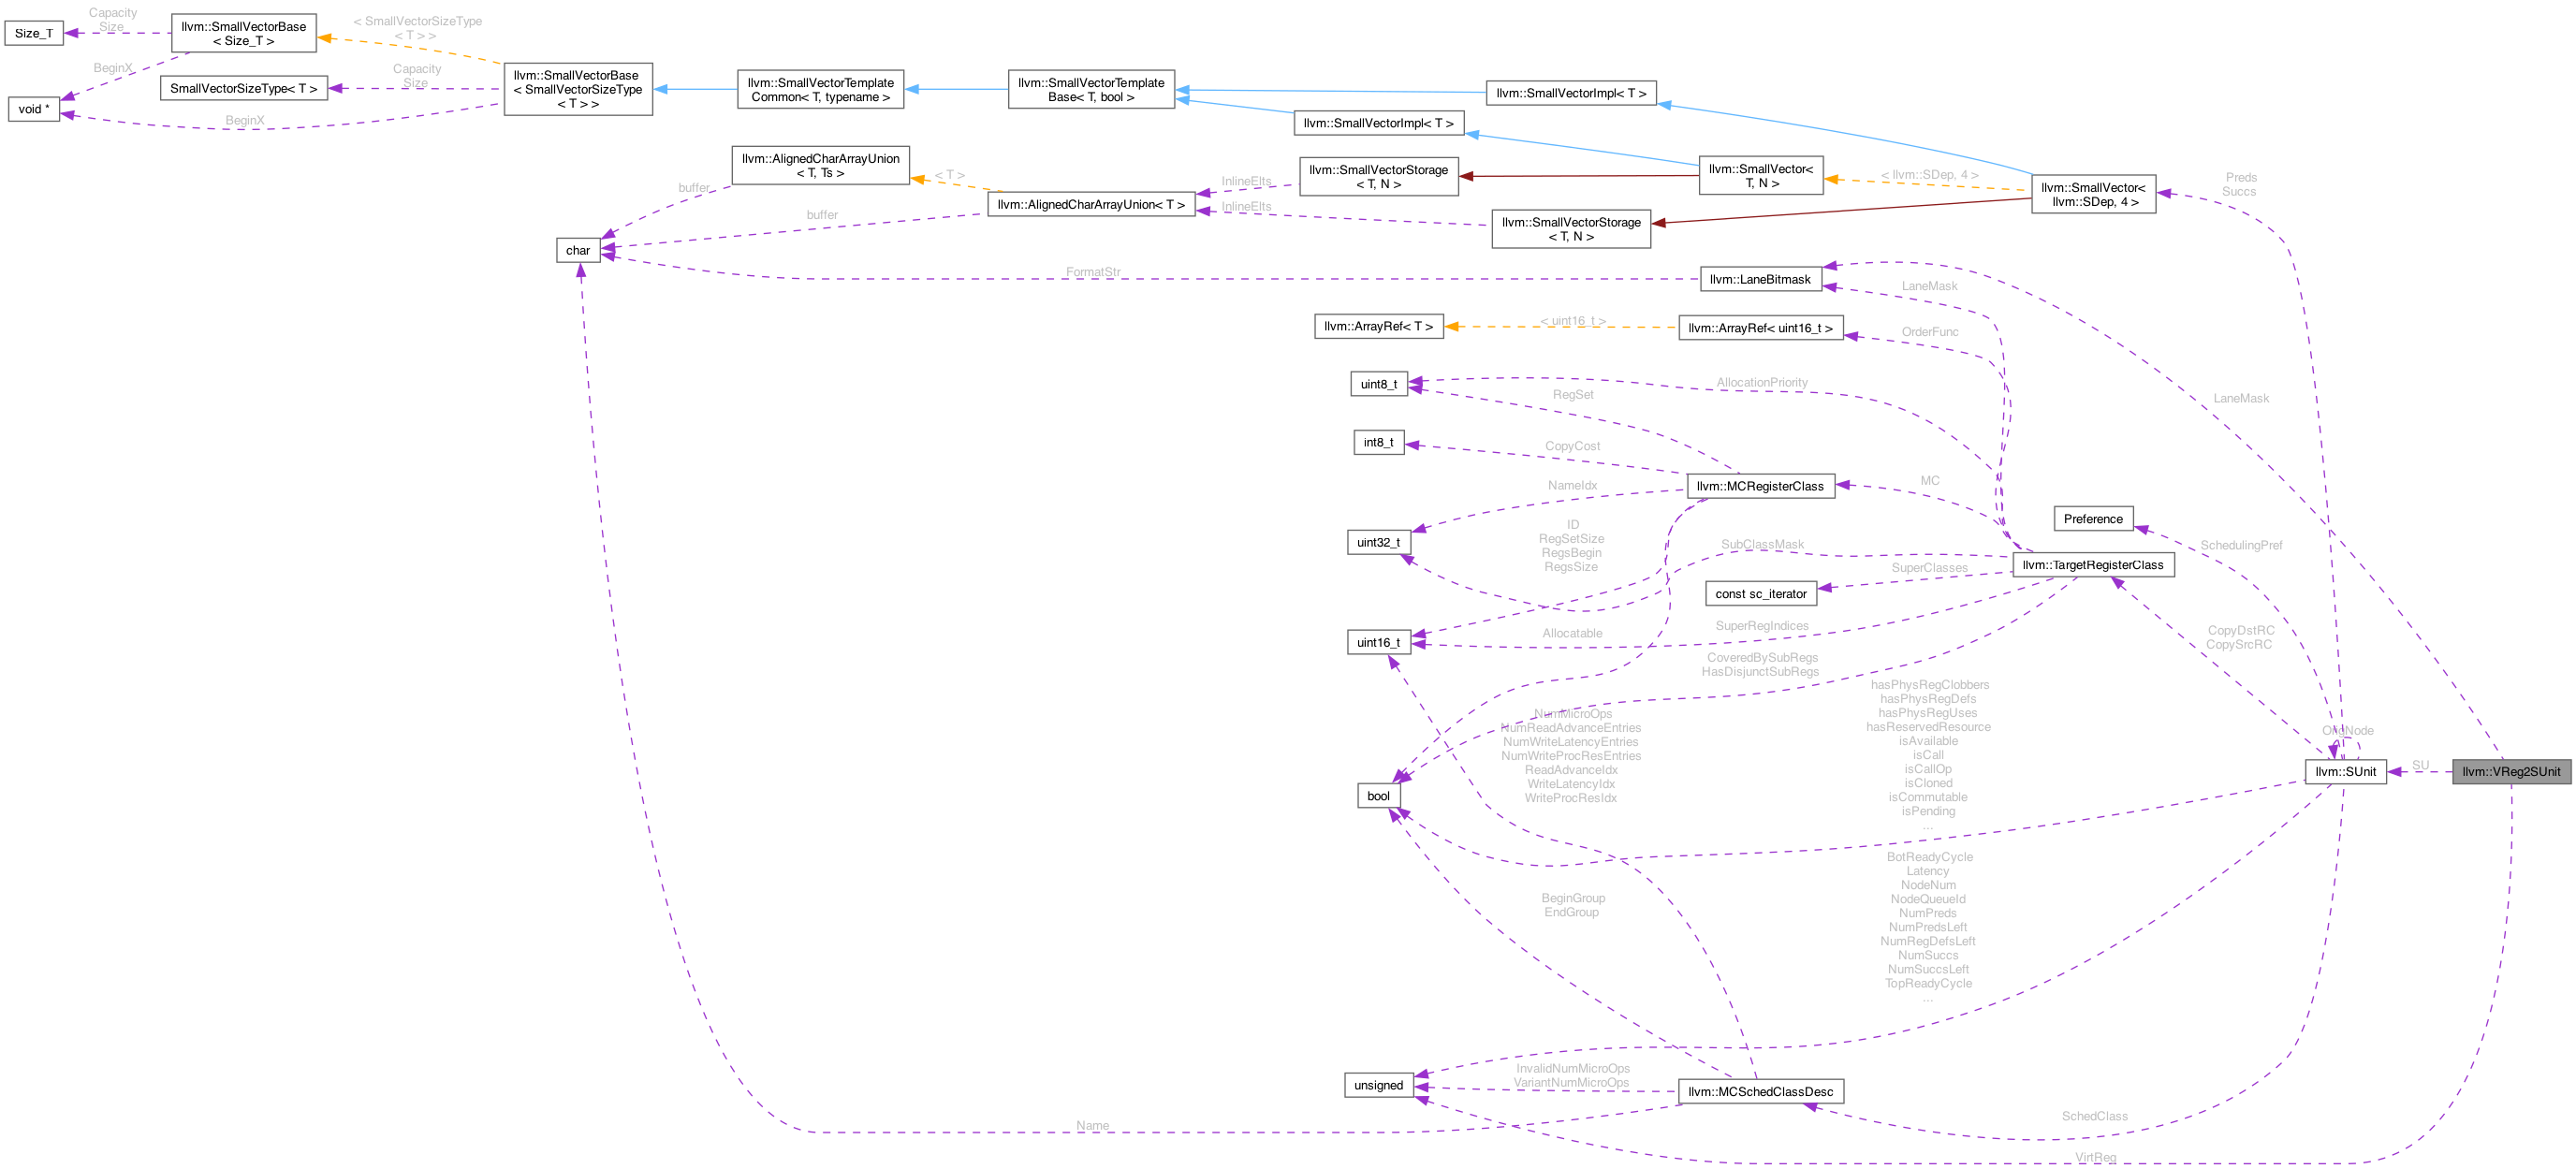 Size_T
Capacity
Size
llvm::SmallVectorBase
< Size_T >
< SmallVectorSizeType
< T > >
BeginX
SmallVectorSizeType< T >
Capacity
Size
void *
BeginX
llvm::SmallVectorBase
< SmallVectorSizeType
< T > >
llvm::SmallVectorTemplate
Common< T, typename >
llvm::SmallVectorTemplate
Base< T, bool >
llvm::SmallVectorImpl< T >
llvm::SmallVectorImpl< T >
llvm::AlignedCharArrayUnion
< T, Ts >
< T >
buffer
llvm::AlignedCharArrayUnion< T >
buffer
InlineElts
InlineElts
llvm::SmallVectorStorage
< T, N >
llvm::SmallVector<
T, N >
< llvm::SDep, 4 >
llvm::SmallVector<
llvm::SDep, 4 >
Preds
Succs
llvm::SmallVectorStorage
< T, N >
char
FormatStr
llvm::LaneBitmask
LaneMask
llvm::ArrayRef< T >
< uint16_t >
llvm::ArrayRef< uint16_t >
OrderFunc
uint8_t
AllocationPriority
RegSet
LaneMask
int8_t
CopyCost
NameIdx
llvm::MCRegisterClass
MC
uint32_t
ID
RegSetSize
RegsBegin
RegsSize
SubClassMask
Preference
SchedulingPref
llvm::TargetRegisterClass
SuperClasses
const sc_iterator
uint16_t
Allocatable
SuperRegIndices
CopyDstRC
CopySrcRC
CoveredBySubRegs
HasDisjunctSubRegs
hasPhysRegClobbers
hasPhysRegDefs
hasPhysRegUses
hasReservedResource
isAvailable
isCall
isCallOp
isCloned
isCommutable
isPending
...
NumMicroOps
NumReadAdvanceEntries
NumWriteLatencyEntries
NumWriteProcResEntries
ReadAdvanceIdx
WriteLatencyIdx
WriteProcResIdx
OrigNode
bool
llvm::SUnit
SU
llvm::VReg2SUnit
BeginGroup
EndGroup
BotReadyCycle
Latency
NodeNum
NodeQueueId
NumPreds
NumPredsLeft
NumRegDefsLeft
NumSuccs
NumSuccsLeft
TopReadyCycle
...
unsigned
InvalidNumMicroOps
VariantNumMicroOps
llvm::MCSchedClassDesc
SchedClass
Name
VirtReg